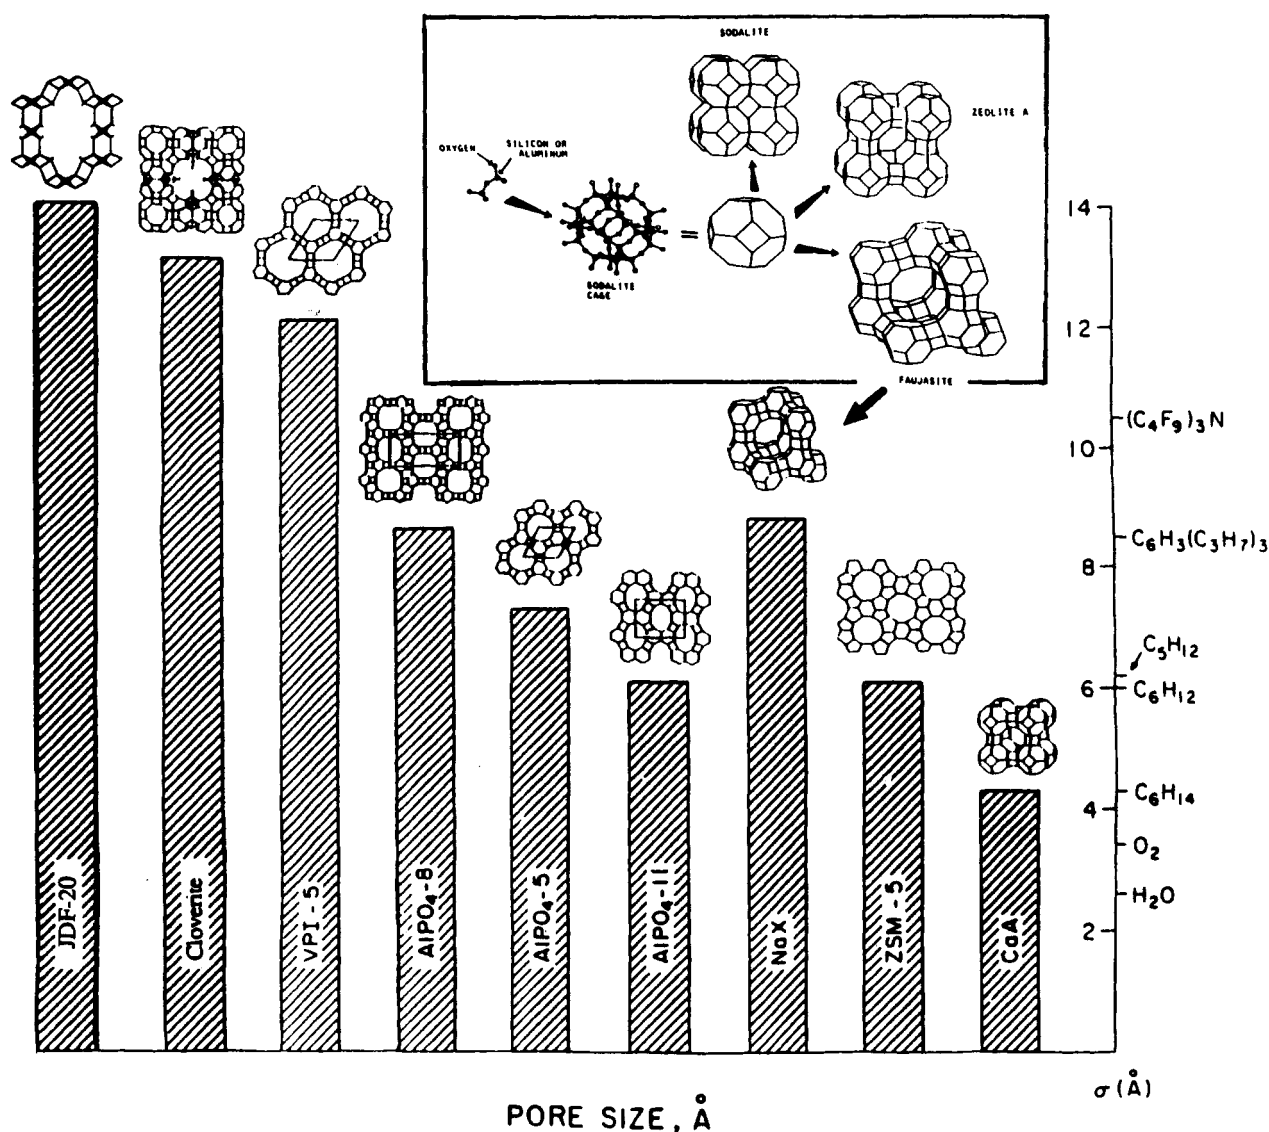 SODALITE
ZEOLITE A
OXYGEN
SILICON OR
ALUMINUM
=
SODALITE
CAGE
FAUJASITE
14
12
(C₄F₉)₃N
10
C₆H₃(C₃H₇)₃
8
C₅H₁₂
6
C₆H₁₂
C₆H₁₄
4
O₂
H₂O
2
JDF-20
Cloverite
VPI-5
AlPO₄-8
AlPO₄-5
AlPO₄-11
NaX
ZSM-5
CaA
σ (Å)
PORE SIZE, Å